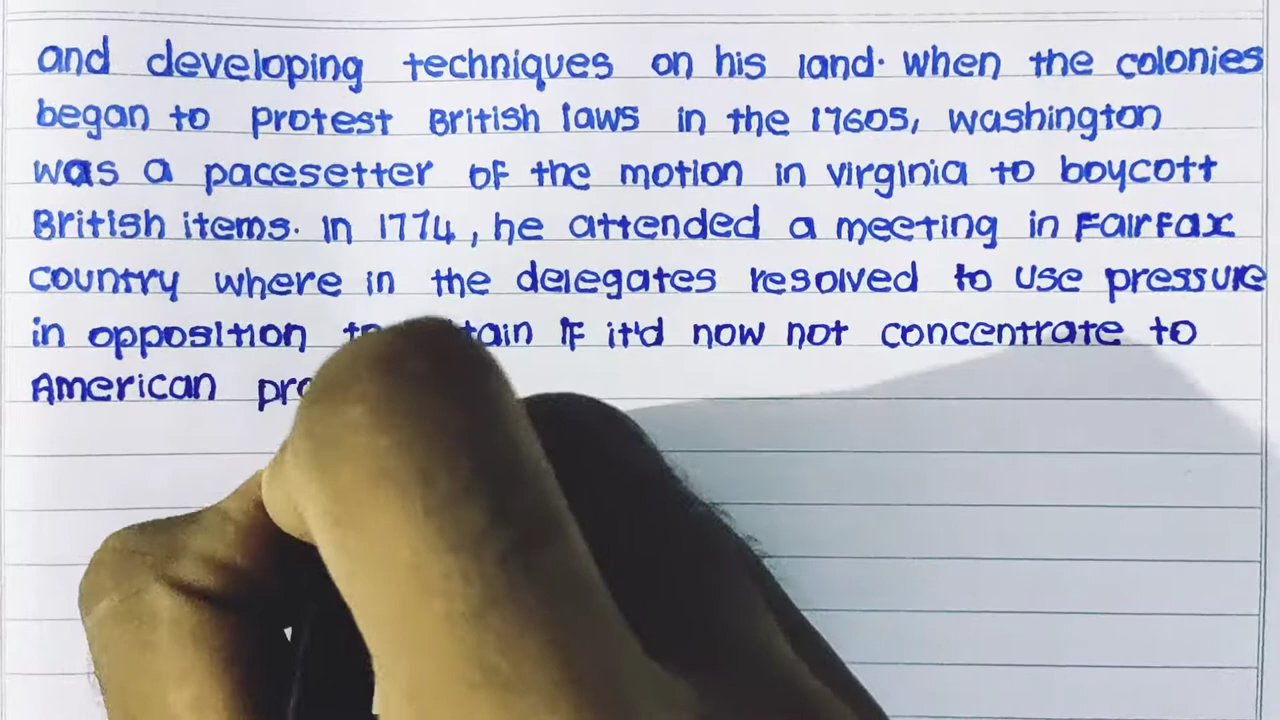 and developing techniques on his land. when the colonies
began to protest British laws in the 1760s, washington
was a pacesetter of the motion in virginia to boycott
British items. In 1774, he attended a meeting in Fairfax
country where in the delegates resolved to use pressure
in opposition if it'd now not concentrate to
American